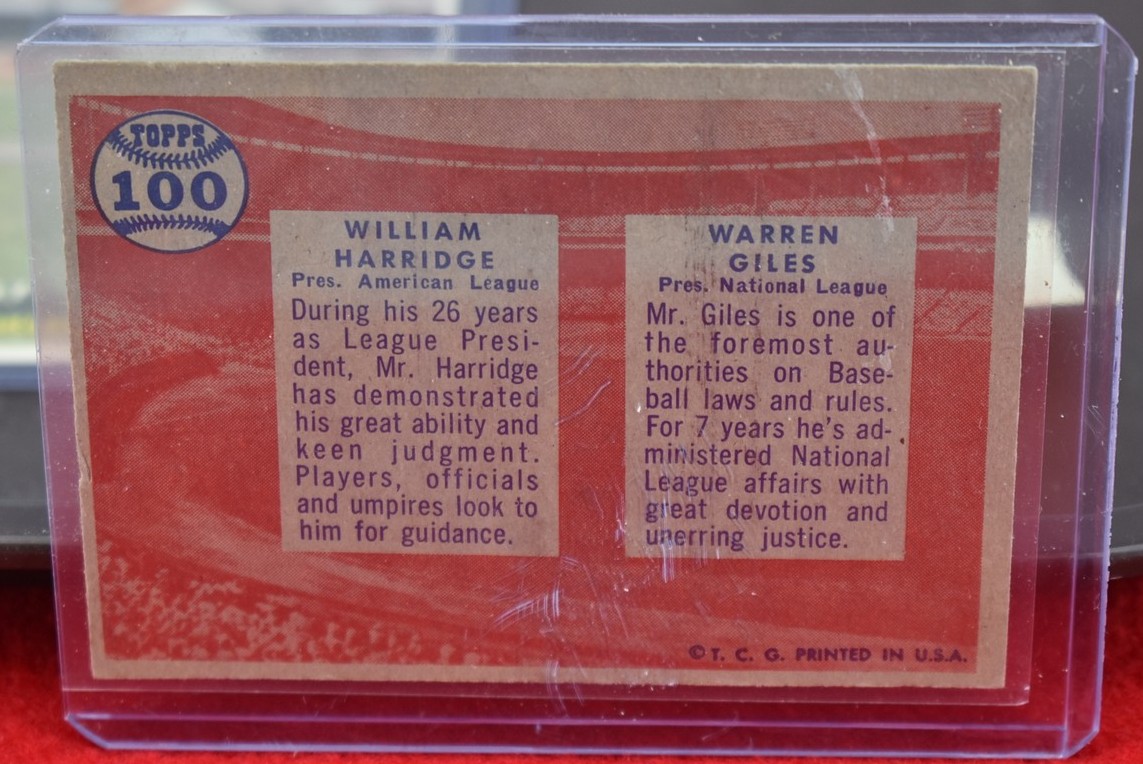 TOPPS
100
WILLIAM
HARRIDGE
Pres. American League
During his 26 years
as League Presi-
dent, Mr. Harridge
has demonstrated
his great ability and
keen judgment.
Players, officials
and umpires look to
him for guidance.
WARREN
GILES
Pres. National League
Mr. Giles is one of
the foremost au-
thorities on Base-
ball laws and rules.
For 7 years he's ad-
ministered National
League affairs with
great devotion and
unerring justice.
© T. C. G. PRINTED IN U.S.A.